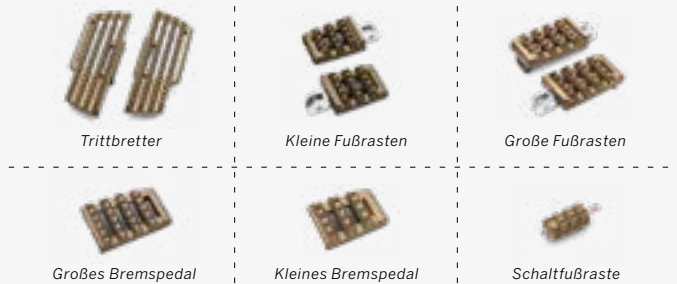 Trittbretter
Kleine Fußrasten
Große Fußrasten
Großes Bremspedal
Kleines Bremspedal
Schaltfußraste